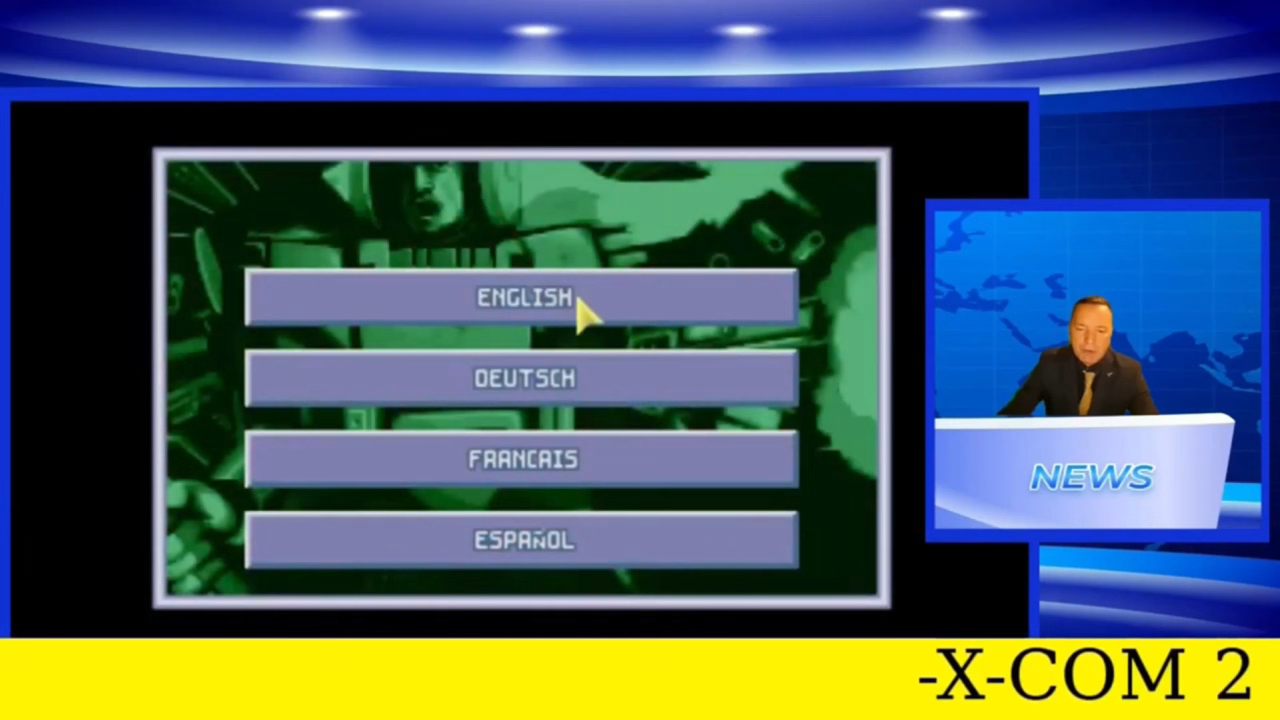 ENGLISH
DEUTSCH
FRANCAIS
ESPAÑOL
NEWS
-X-COM 2